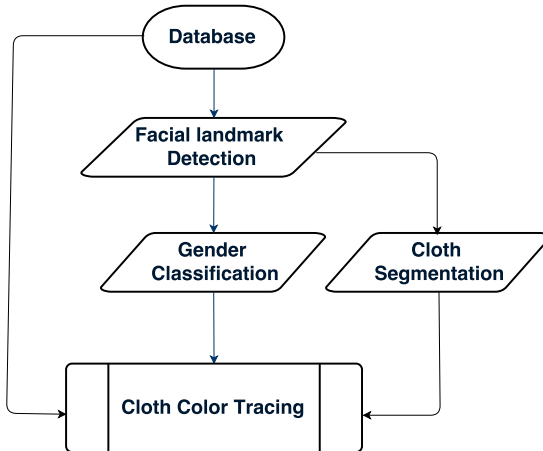 Database
Facial landmark
Detection
Gender
Classification
Cloth
Segmentation
Cloth Color Tracing